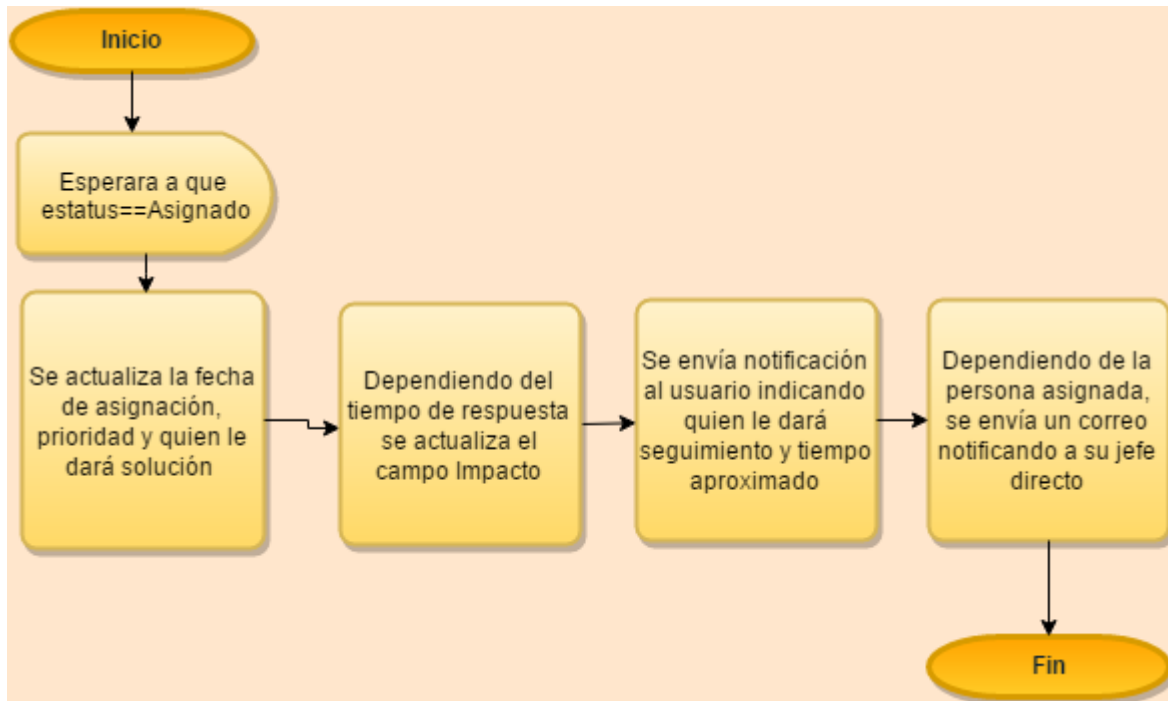 Inicio
Esperara a que
estatus==Asignado
Se actualiza la fecha
de asignación,
prioridad y quien le
dará solución
Dependiendo del
tiempo de respuesta
se actualiza el
campo Impacto
Se envía notificación
al usuario indicando
quien le dará
seguimiento y tiempo
aproximado
Dependiendo de la
persona asignada,
se envía un correo
notificando a su jefe
directo
Fin